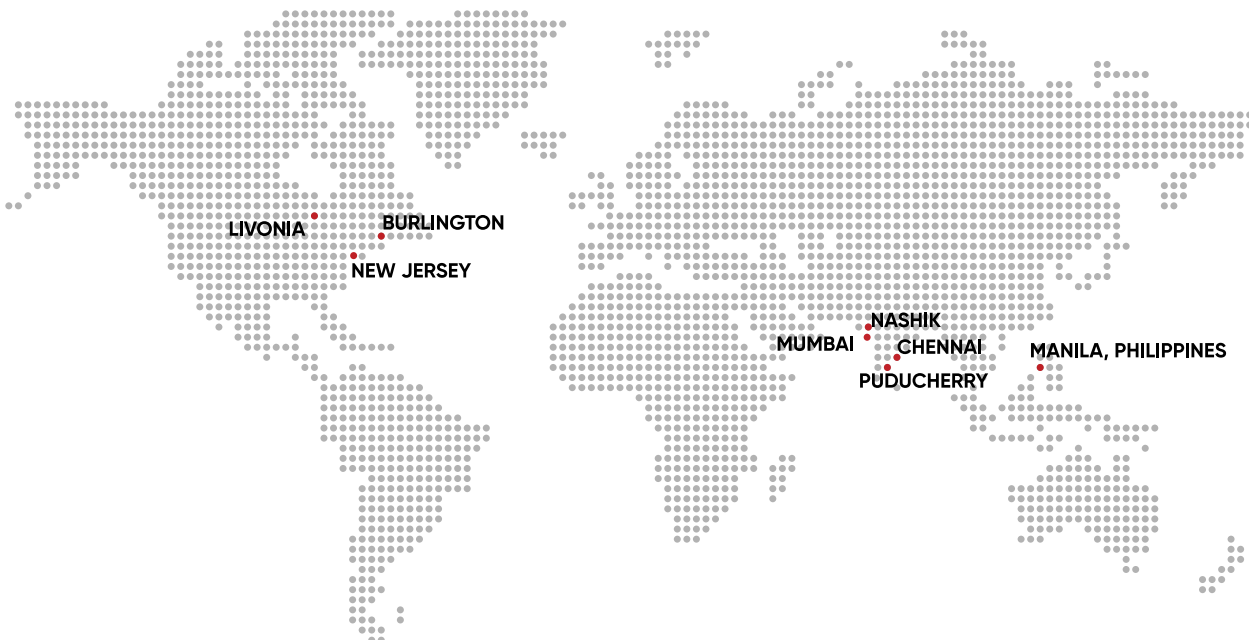 LIVONIA
BURLINGTON
NEW JERSEY
NASHIK
MUMBAI
CHENNAI
PUDUCHERRY
MANILA, PHILIPPINES